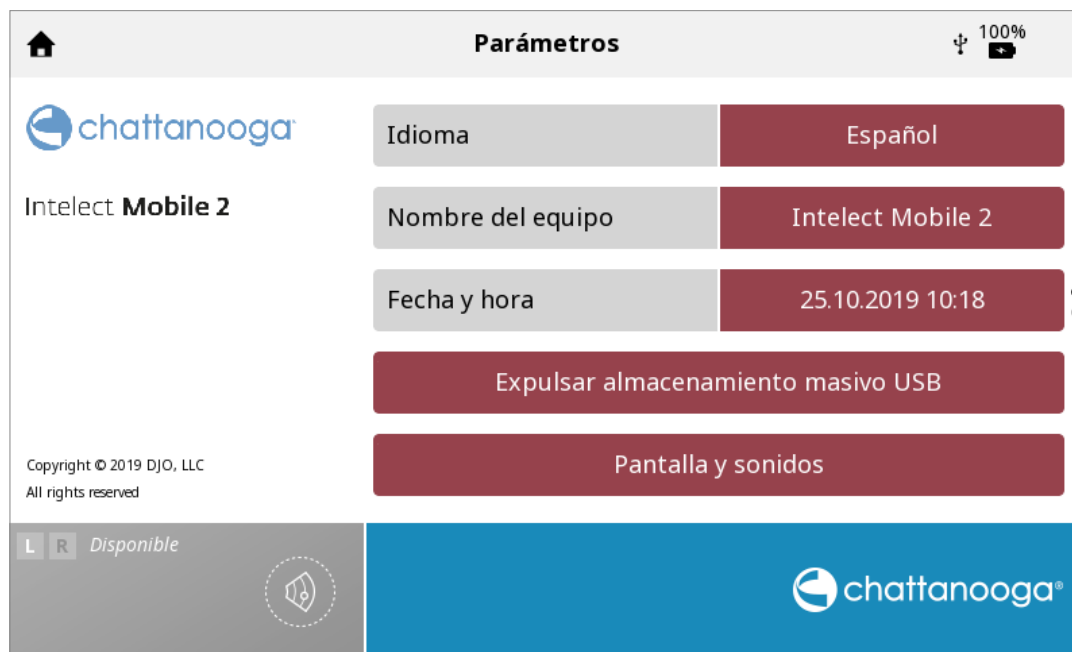 Parámetros
100%
chattanooga
Intelect Mobile 2
Idioma
Español
Nombre del equipo
Intelect Mobile 2
Fecha y hora
25.10.2019 10:18
Expulsar almacenamiento masivo USB
Pantalla y sonidos
Copyright © 2019 DJO, LLC
All rights reserved
L R Disponible
chattanooga®